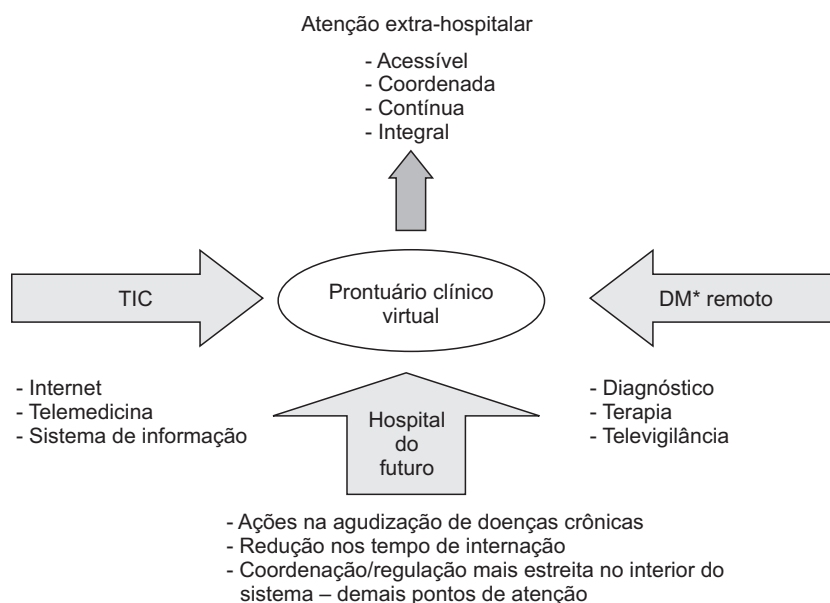 Atenção extra-hospitalar
- Acessível
- Coordenada
- Contínua
- Integral
TIC
Prontuário clínico
virtual
DM* remoto
- Internet
- Telemedicina
- Sistema de informação
Hospital
do
futuro
- Diagnóstico
- Terapia
- Televigilância
- Ações na agudização de doenças crônicas
- Redução nos tempo de internação
- Coordenação/regulação mais estreita no interior do
sistema – demais pontos de atenção